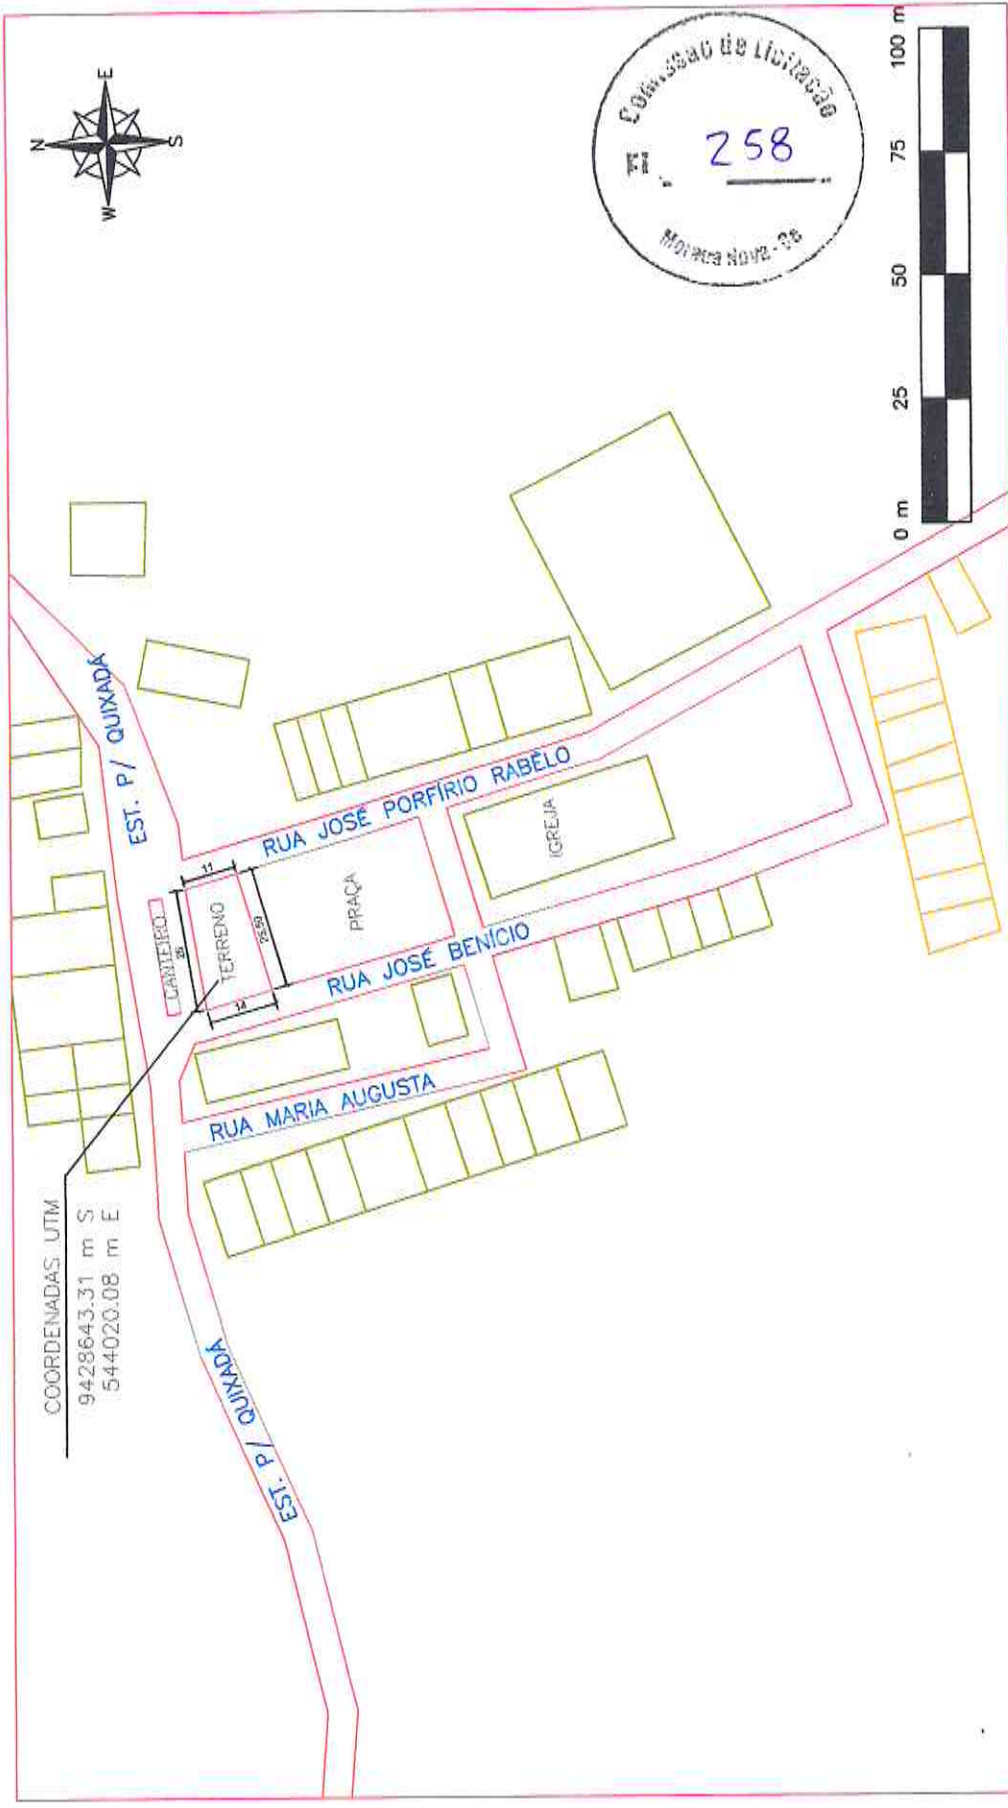 COORDENADAS UTM
9428643.31 m S
544020.08 m E
N
E
S
W
EST. P/ QUIXADÁ
EST. P/ QUIXADÁ
CANTEIRO
26
11
TERRENO
14
25,50
PRAÇA
IGREJA
RUA JOSÉ PORFÍRIO RABÊLO
RUA JOSÉ BENÍCIO
RUA MARIA AUGUSTA
Comissão de Licitação
258
Morada Nova - Ce
0 m 25 50 75 100 m